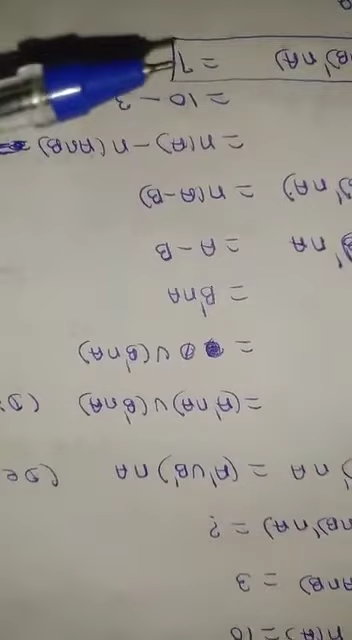 n(A) = 10
A∩B) = 3
∩B)'∩A) = ?
)'∩A = (A'∪B')∩A (De
= (A'∩A)∪(B'∩A) (D
= ∅ ∪(B'∩A)
= B'∩A
'∩A = A - B
B'∩A) = n(A-B)
= n(A)-n(A∩B)
= 10 - 3
∩B)'∩A) = 7